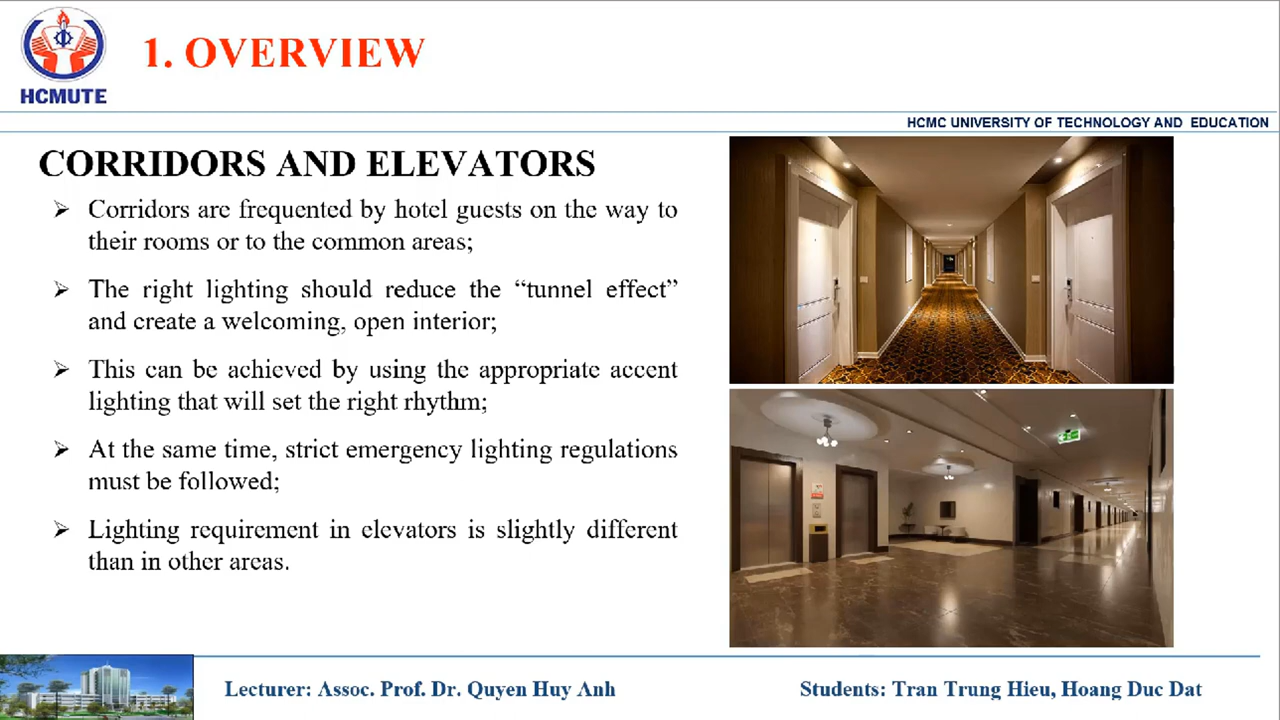 HCMUTE
1. OVERVIEW
HCMC UNIVERSITY OF TECHNOLOGY AND EDUCATION
CORRIDORS AND ELEVATORS
➢ Corridors are frequented by hotel guests on the way to
their rooms or to the common areas;
➢ The right lighting should reduce the “tunnel effect”
and create a welcoming, open interior;
➢ This can be achieved by using the appropriate accent
lighting that will set the right rhythm;
➢ At the same time, strict emergency lighting regulations
must be followed;
➢ Lighting requirement in elevators is slightly different
than in other areas.
Lecturer: Assoc. Prof. Dr. Quyen Huy Anh
Students: Tran Trung Hieu, Hoang Duc Dat